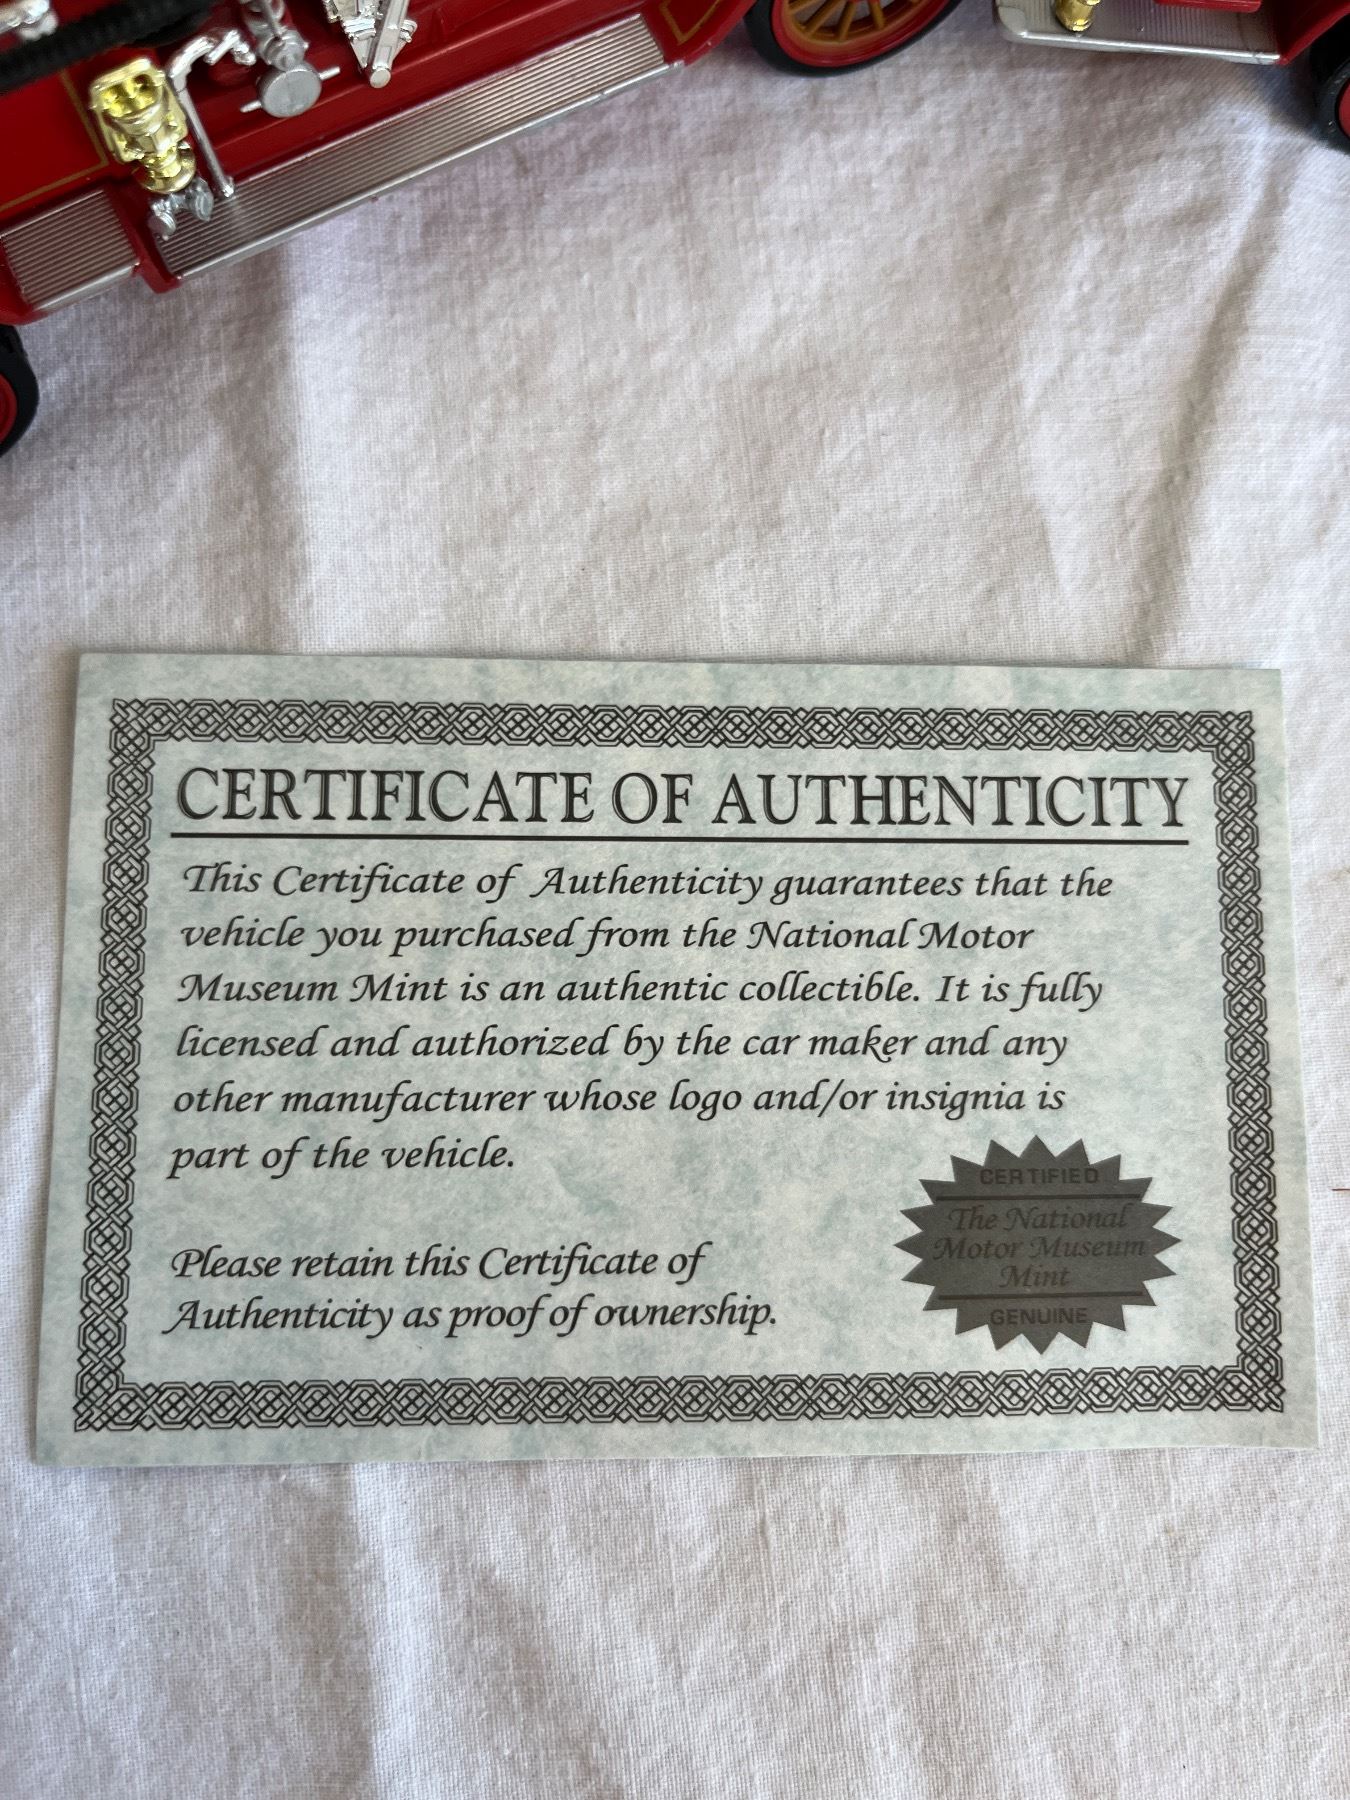 CERTIFICATE OF AUTHENTICITY
This Certificate of Authenticity guarantees that the
vehicle you purchased from the National Motor
Museum Mint is an authentic collectible. It is fully
licensed and authorized by the car maker and any
other manufacturer whose logo and/or insignia is
part of the vehicle.
Please retain this Certificate of
Authenticity as proof of ownership.
CERTIFIED
The National
Motor Museum
Mint
GENUINE